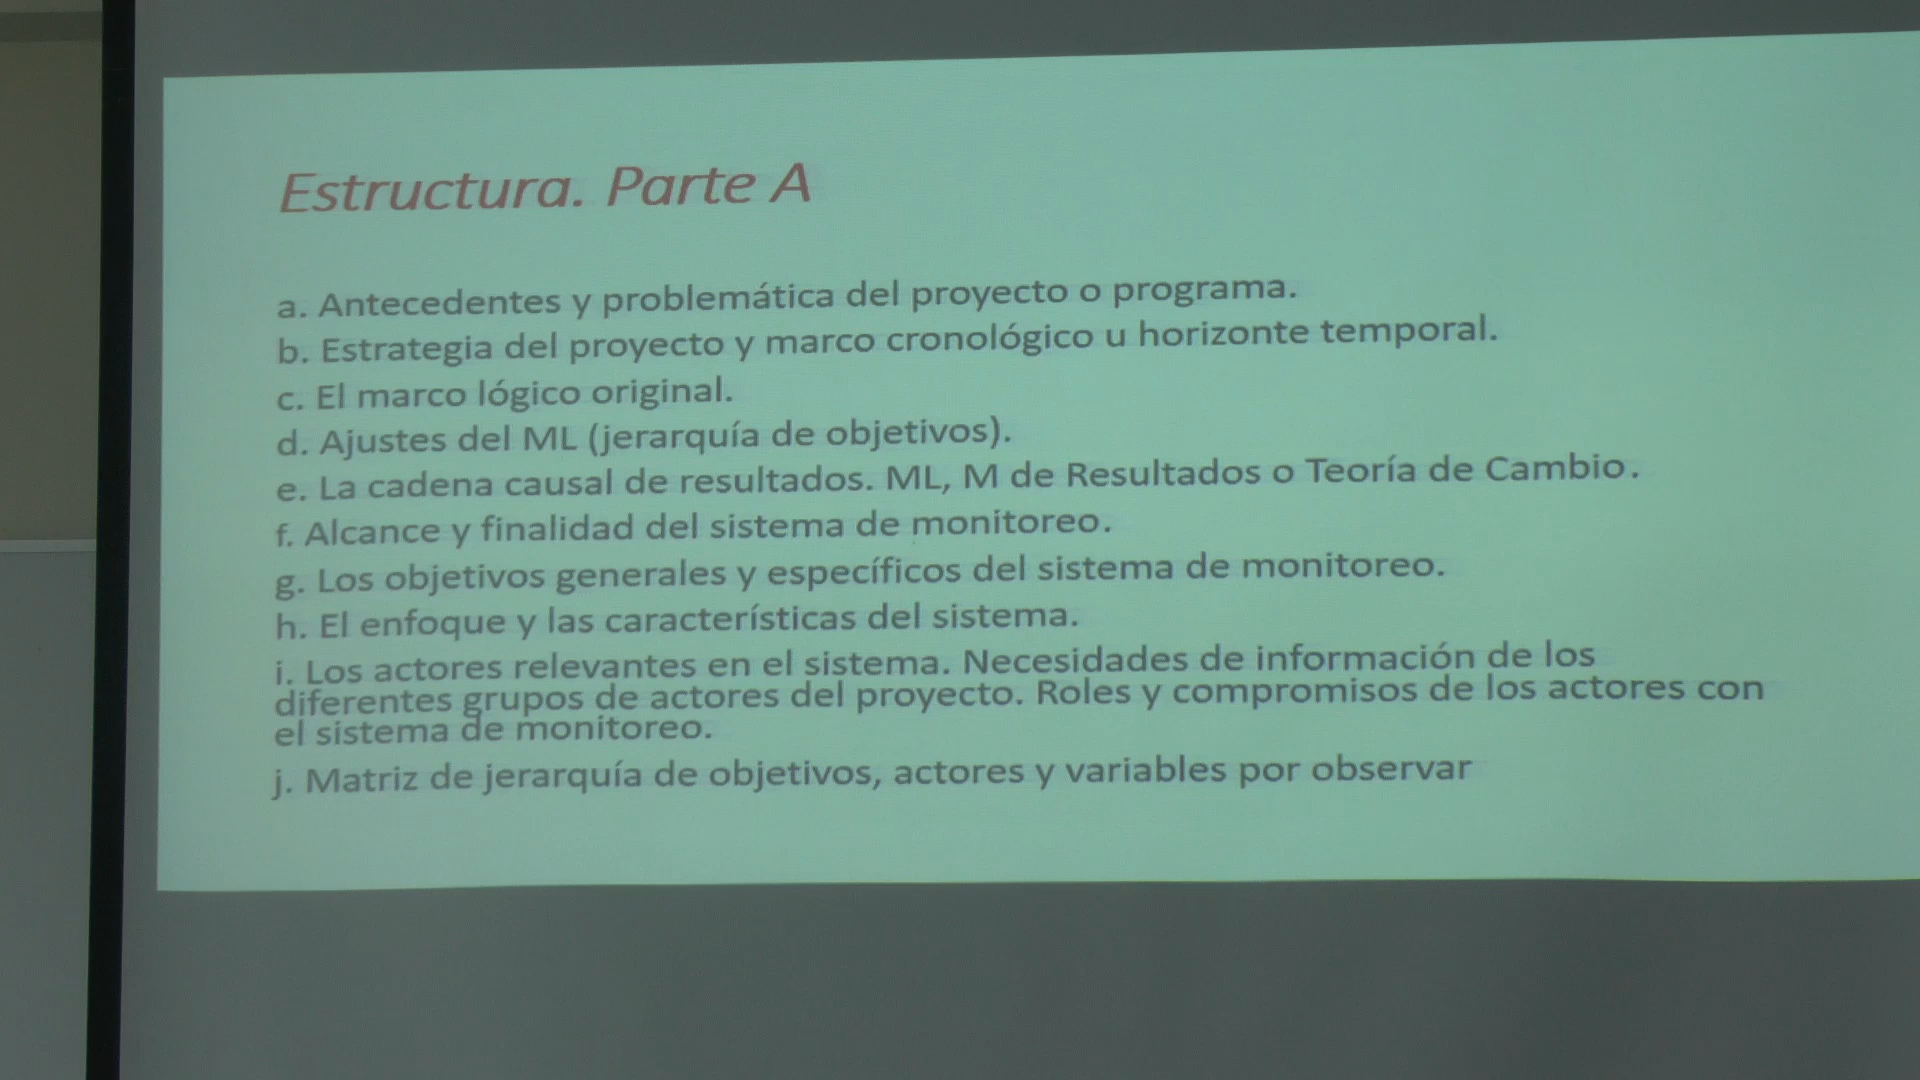 Estructura. Parte A
a. Antecedentes y problemática del proyecto o programa.
b. Estrategia del proyecto y marco cronológico u horizonte temporal.
c. El marco lógico original.
d. Ajustes del ML (jerarquía de objetivos).
e. La cadena causal de resultados. ML, M de Resultados o Teoría de Cambio.
f. Alcance y finalidad del sistema de monitoreo.
g. Los objetivos generales y específicos del sistema de monitoreo.
h. El enfoque y las características del sistema.
i. Los actores relevantes en el sistema. Necesidades de información de los
diferentes grupos de actores del proyecto. Roles y compromisos de los actores con
el sistema de monitoreo.
j. Matriz de jerarquía de objetivos, actores y variables por observar